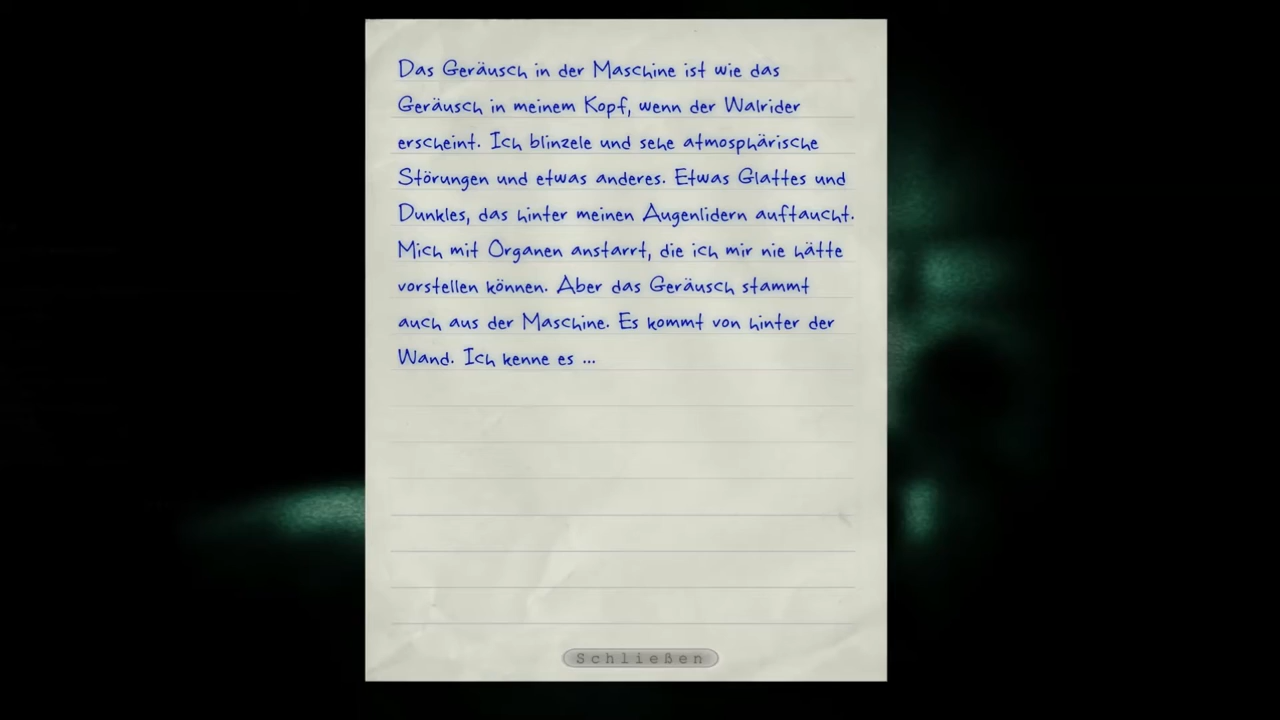 Das Geräusch in der Maschine ist wie das
Geräusch in meinem Kopf, wenn der Walrider
erscheint. Ich blinzele und sehe atmosphärische
Störungen und etwas anderes. Etwas Glattes und
Dunkles, das hinter meinen Augenlidern auftaucht.
Mich mit Organen anstarrt, die ich mir nie hätte
vorstellen können. Aber das Geräusch stammt
auch aus der Maschine. Es kommt von hinter der
Wand. Ich kenne es ...
Schließen